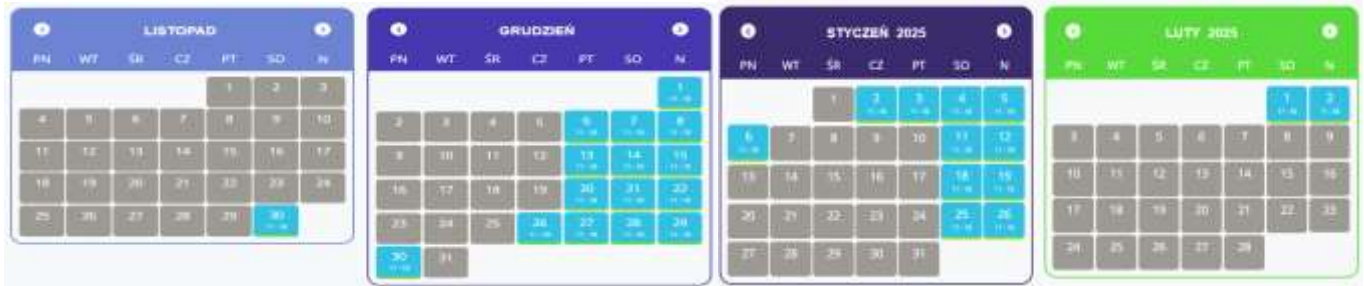 LISTOPAD
PN WT ŚR CZ PT SO N
1 2 3
4 5 6 7 8 9 10
11 12 13 14 15 16 17
18 19 20 21 22 23 24
25 26 27 28 29 30
GRUDZIEŃ
PN WT ŚR CZ PT SO N
1
2 3 4 5 6 7 8
9 10 11 12 13 14 15
16 17 18 19 20 21 22
23 24 25 26 27 28 29
30 31
STYCZEŃ 2025
PN WT ŚR CZ PT SO N
1 2 3 4 5
6 7 8 9 10 11 12
13 14 15 16 17 18 19
20 21 22 23 24 25 26
27 28 29 30 31
LUTY 2025
PN WT ŚR CZ PT SO N
1 2
3 4 5 6 7 8 9
10 11 12 13 14 15 16
17 18 19 20 21 22 23
24 25 26 27 28